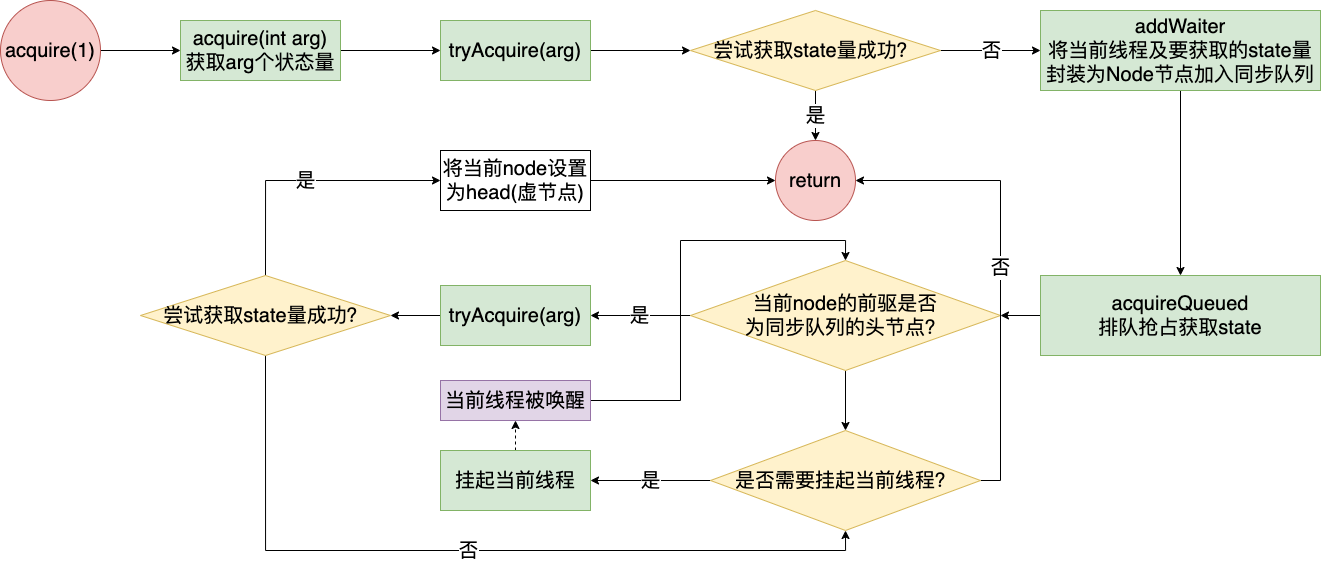 acquire(1)
acquire(int arg)
获取arg个状态量
tryAcquire(arg)
尝试获取state量成功?
否
addWaiter
将当前线程及要获取的state量
封装为Node节点加入同步队列
是
是
将当前node设置
为head(虚节点)
return
否
尝试获取state量成功?
tryAcquire(arg)
是
当前node的前驱是否
为同步队列的头节点?
acquireQueued
排队抢占获取state
当前线程被唤醒
挂起当前线程
是
是否需要挂起当前线程?
否